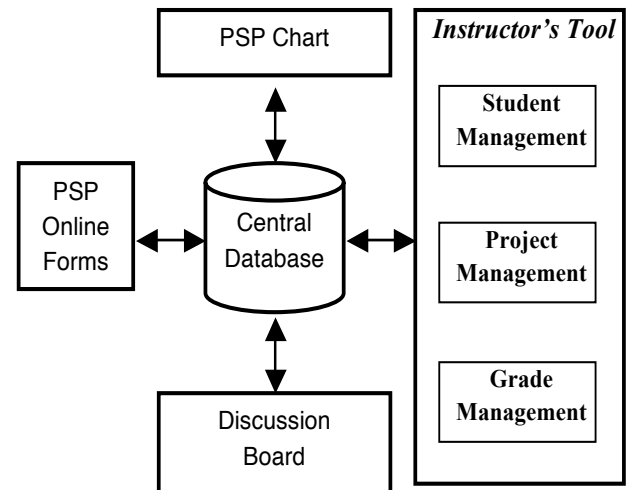 PSP Chart
PSP
Online
Forms
Central
Database
Discussion
Board
Instructor's Tool
Student
Management
Project
Management
Grade
Management